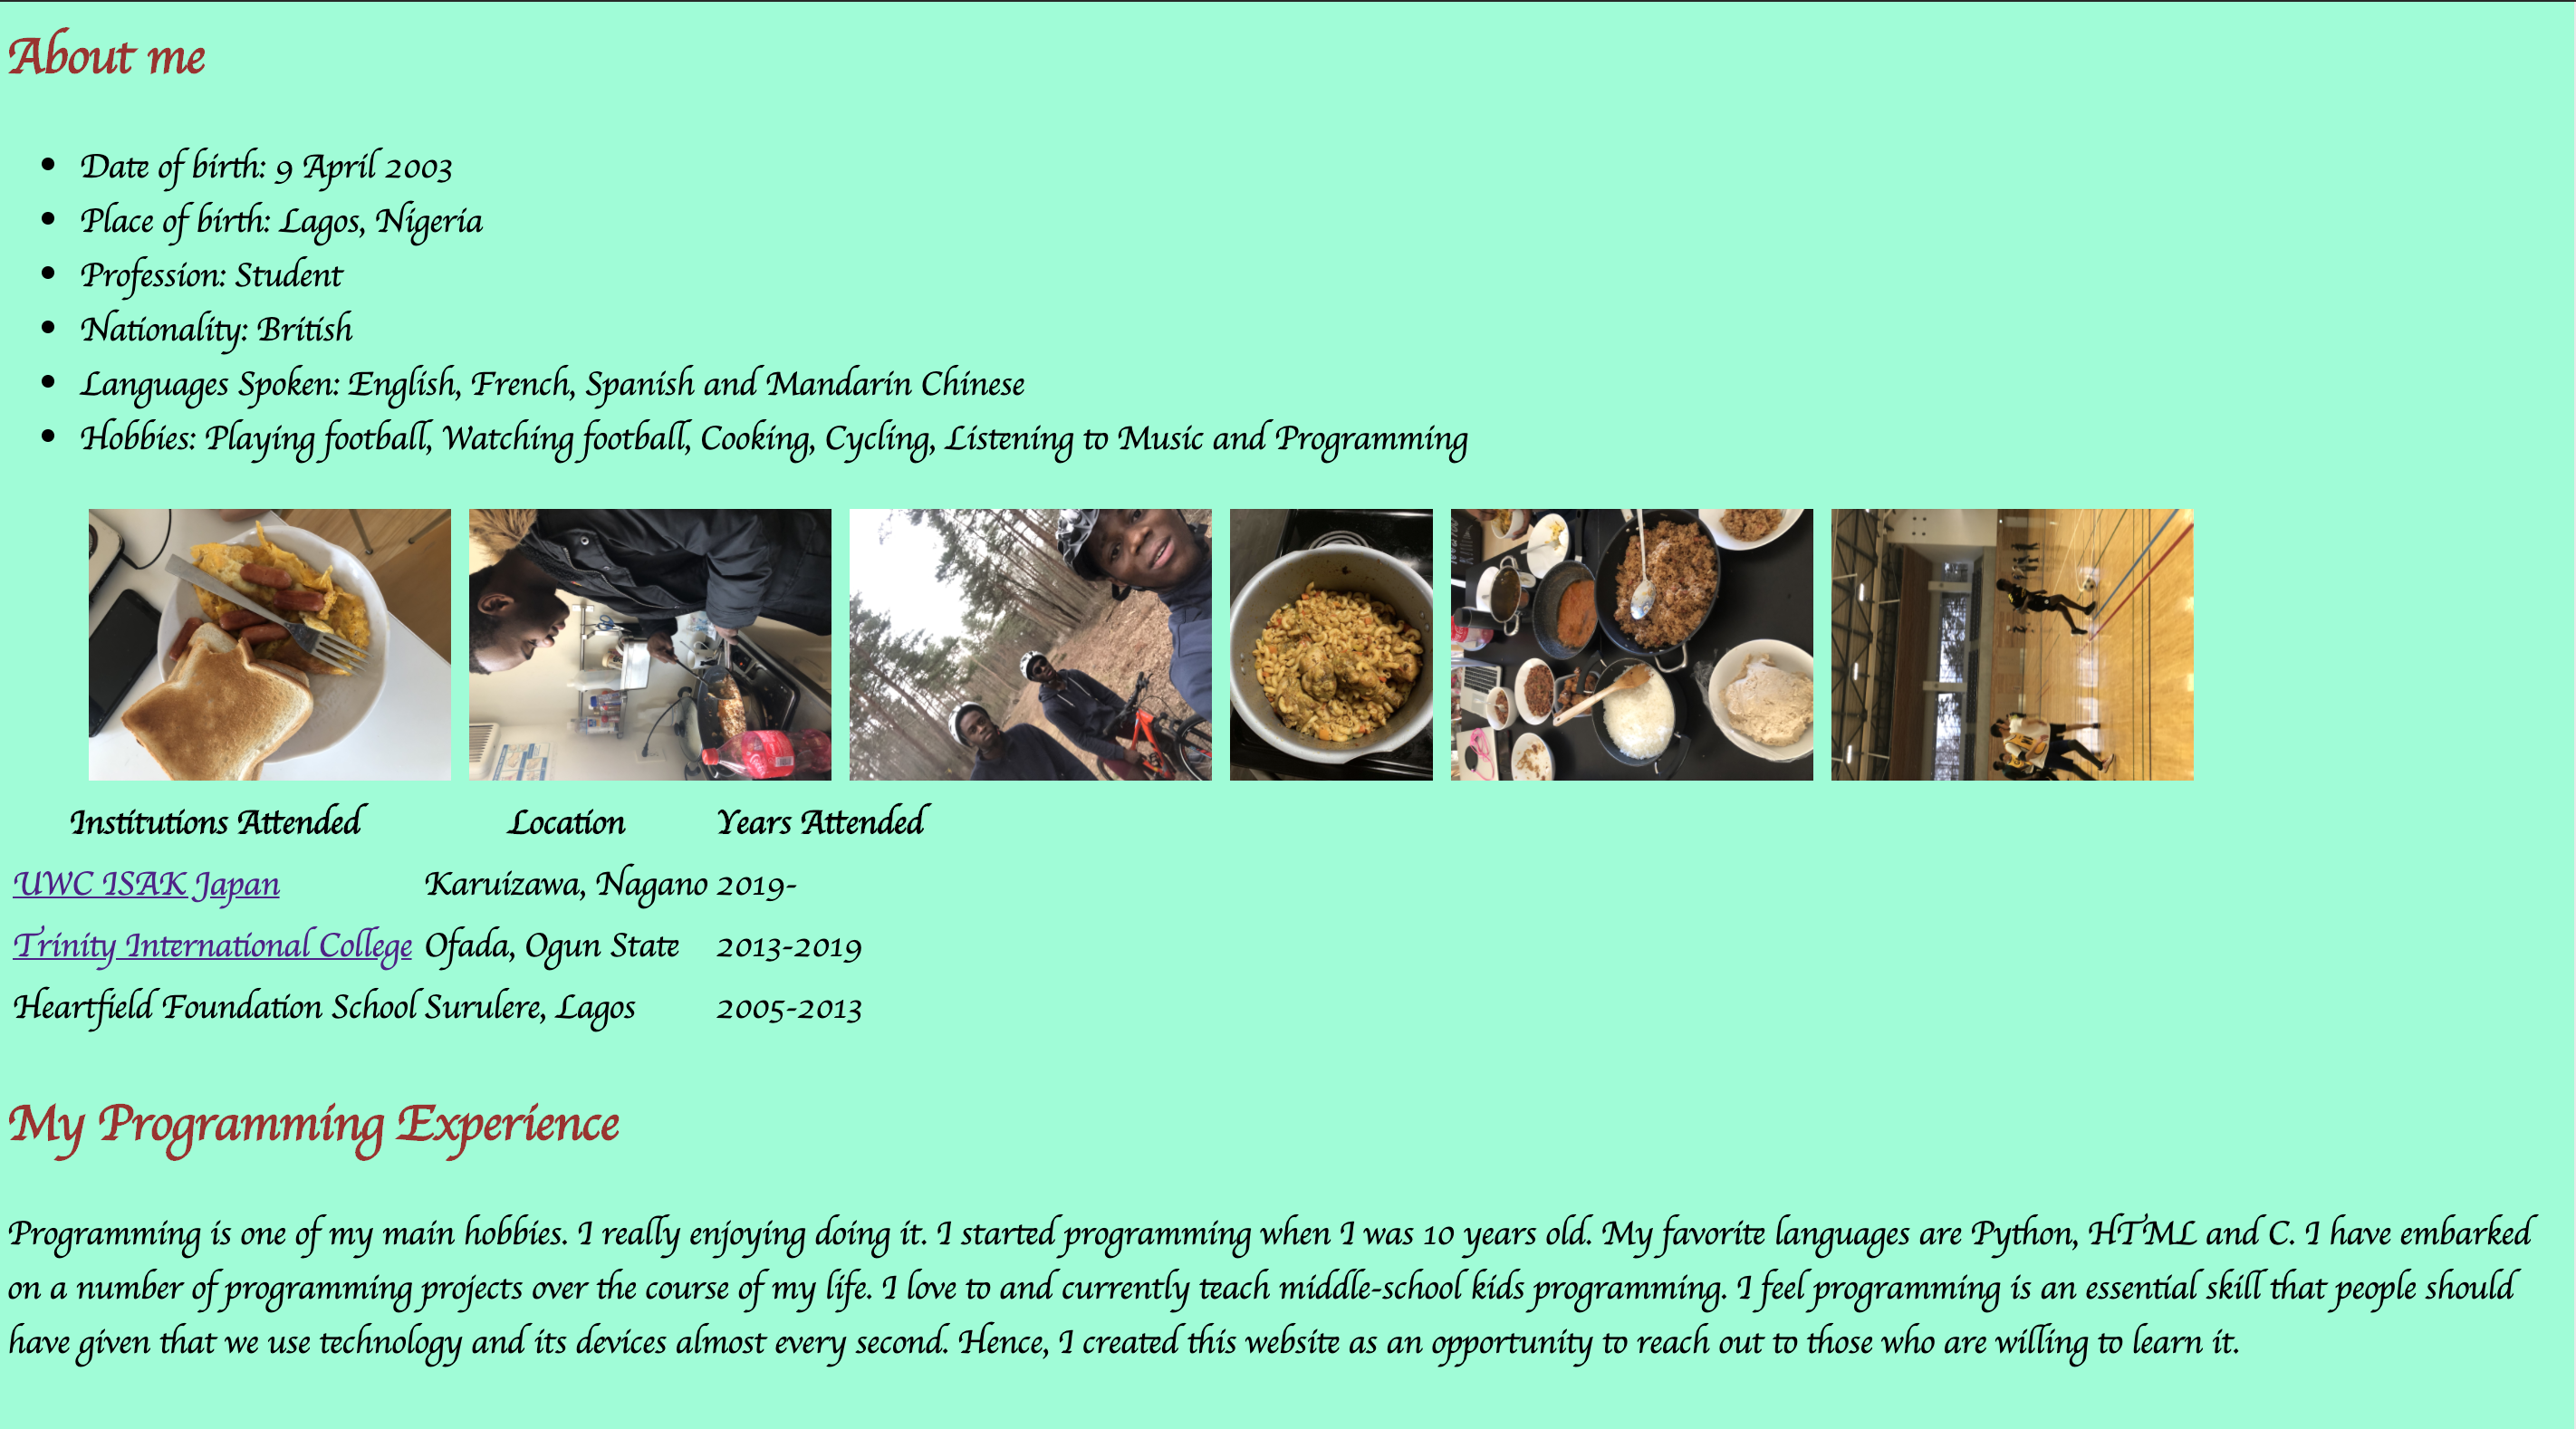 About me
Date of birth: 9 April 2003
Place of birth: Lagos, Nigeria
Profession: Student
Nationality: British
Languages Spoken: English, French, Spanish and Mandarin Chinese
Hobbies: Playing football, Watching football, Cooking, Cycling, Listening to Music and Programming
Institutions Attended Location Years Attended
UWC ISAK Japan Karuizawa, Nagano 2019-
Trinity International College Ofada, Ogun State 2013-2019
Heartfield Foundation School Surulere, Lagos 2005-2013
My Programming Experience
Programming is one of my main hobbies. I really enjoying doing it. I started programming when I was 10 years old. My favorite languages are Python, HTML and C. I have embarked
on a number of programming projects over the course of my life. I love to and currently teach middle-school kids programming. I feel programming is an essential skill that people should
have given that we use technology and its devices almost every second. Hence, I created this website as an opportunity to reach out to those who are willing to learn it.